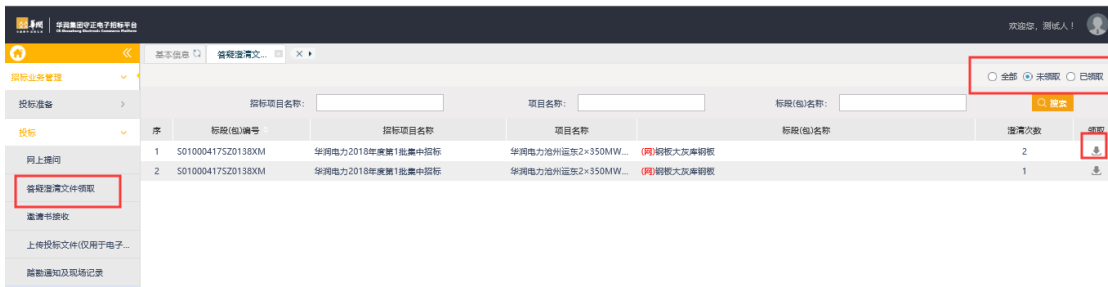 华润 华润集团守正电子招标平台
欢迎您，测试人！
基本信息 答疑澄清文...
招标业务管理
全部 未领取 已领取
投标准备
招标项目名称： 项目名称： 标段(包)名称： 搜索
投标
序 标段(包)编号 招标项目名称 项目名称 标段(包)名称 澄清次数 领取
1 S01000417SZ0138XM 华润电力2018年度第1批集中招标 华润电力沧州运东2×350MW... (网)钢板大灰库钢板 2
2 S01000417SZ0138XM 华润电力2018年度第1批集中招标 华润电力沧州运东2×350MW... (网)钢板大灰库钢板 1
网上提问
答疑澄清文件领取
邀请书接收
上传投标文件(仅用于电子...
踏勘通知及现场记录